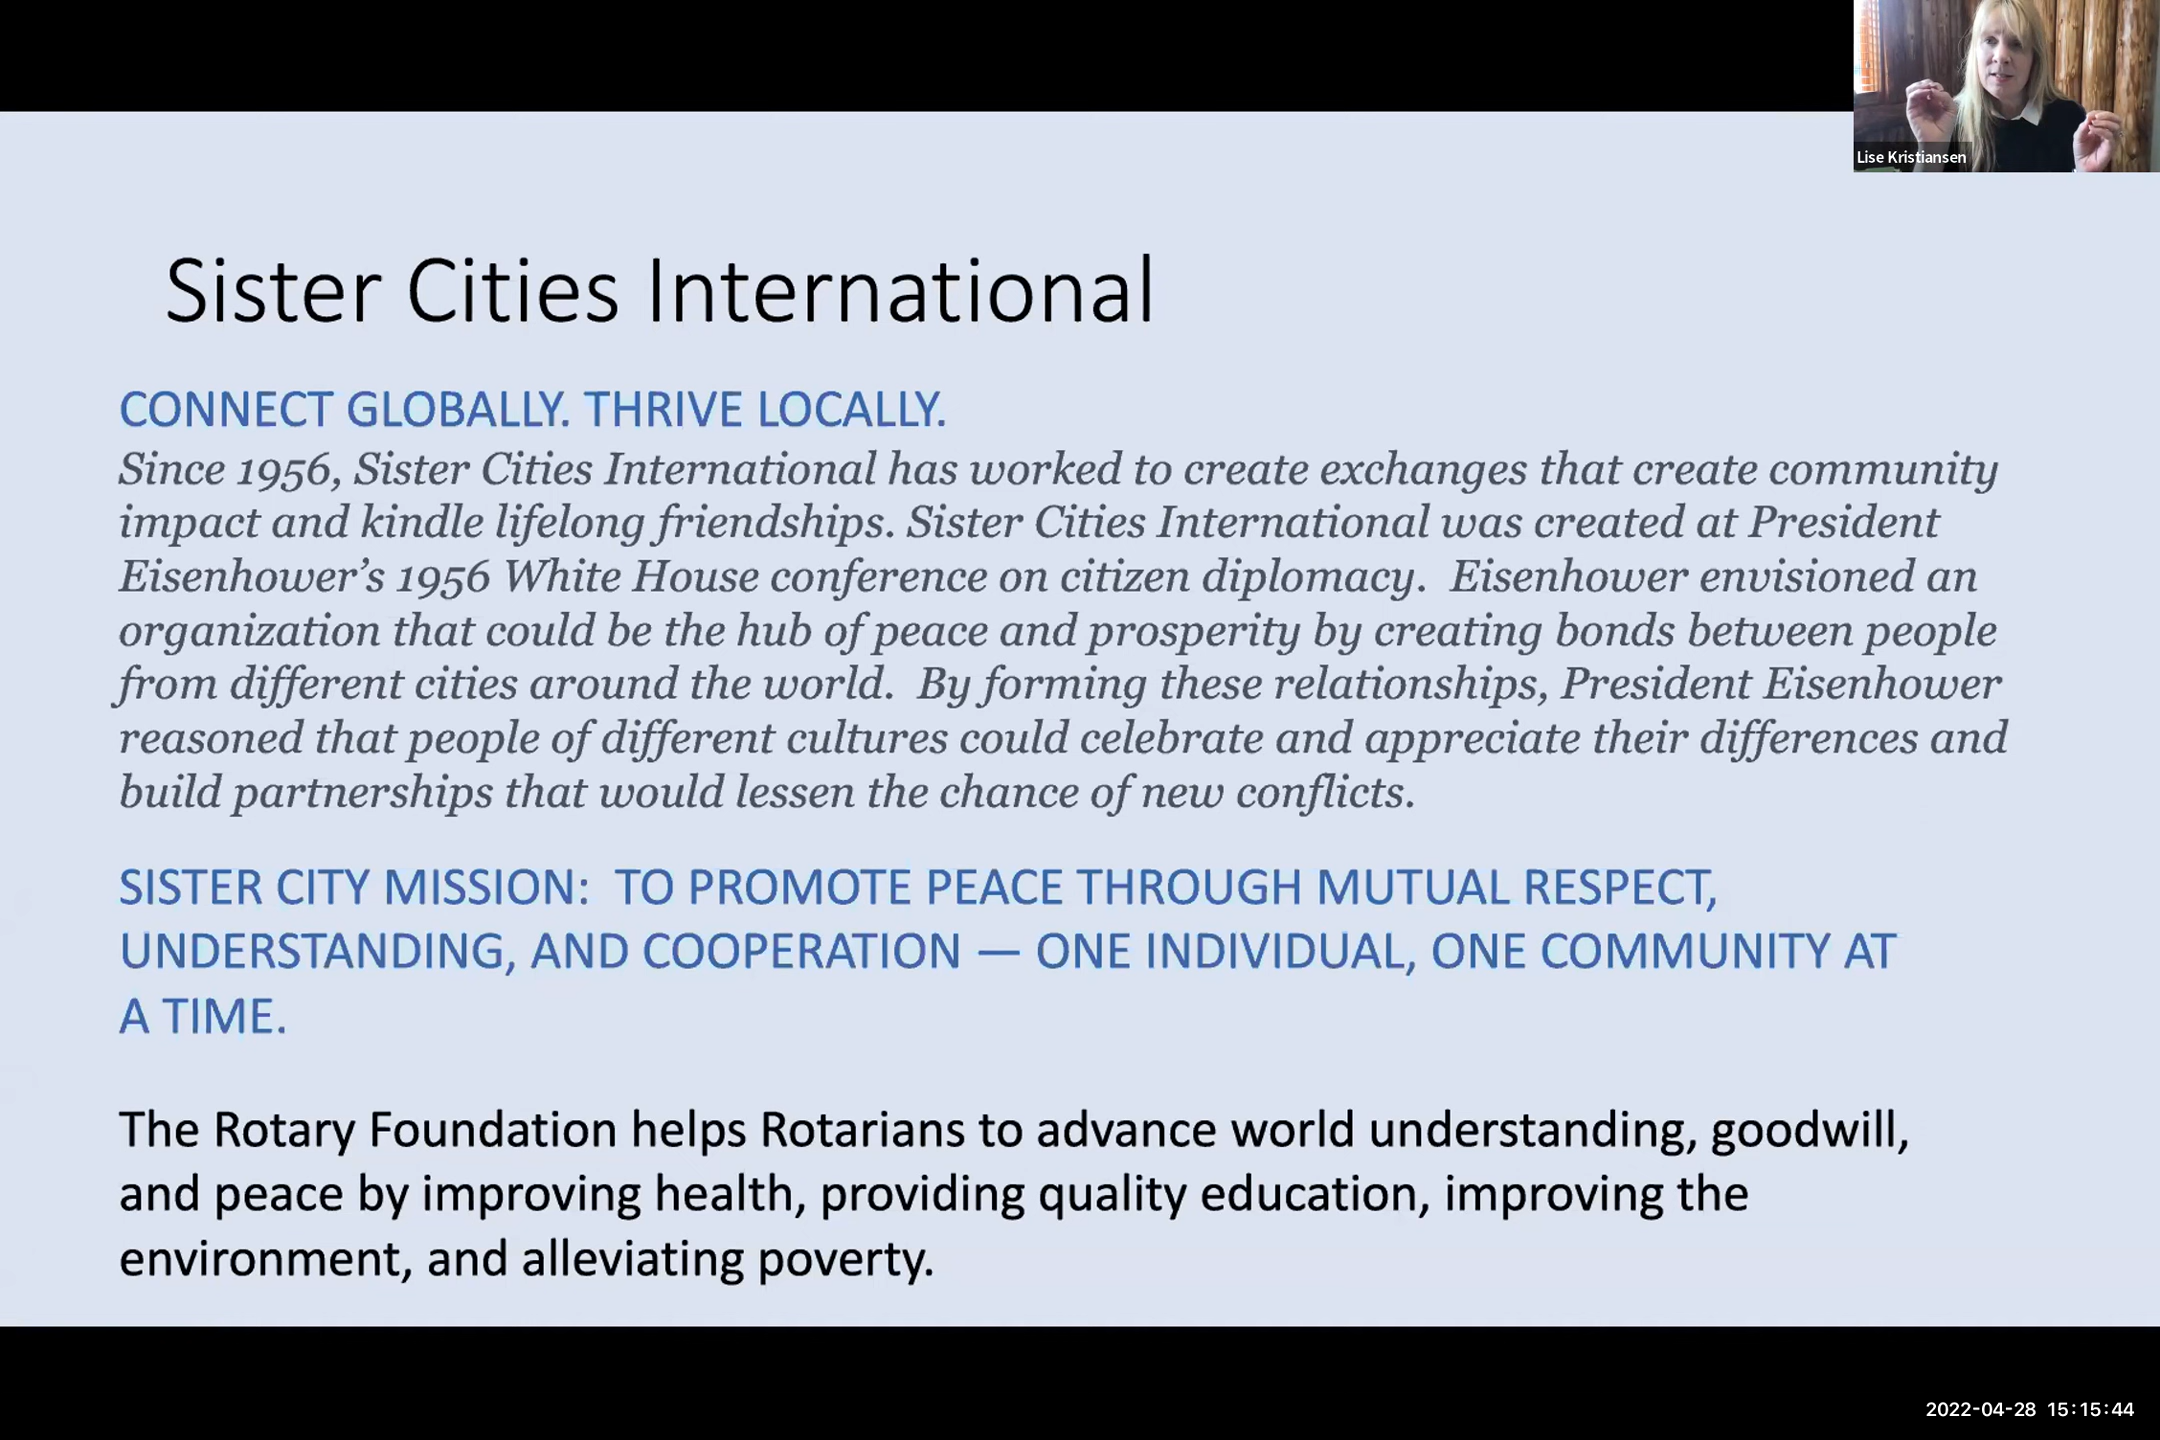 Lise Kristiansen
Sister Cities International
CONNECT GLOBALLY. THRIVE LOCALLY.
Since 1956, Sister Cities International has worked to create exchanges that create community
impact and kindle lifelong friendships. Sister Cities International was created at President
Eisenhower’s 1956 White House conference on citizen diplomacy.  Eisenhower envisioned an
organization that could be the hub of peace and prosperity by creating bonds between people
from different cities around the world.  By forming these relationships, President Eisenhower
reasoned that people of different cultures could celebrate and appreciate their differences and
build partnerships that would lessen the chance of new conflicts.
SISTER CITY MISSION:  TO PROMOTE PEACE THROUGH MUTUAL RESPECT,
UNDERSTANDING, AND COOPERATION — ONE INDIVIDUAL, ONE COMMUNITY AT
A TIME.
The Rotary Foundation helps Rotarians to advance world understanding, goodwill,
and peace by improving health, providing quality education, improving the
environment, and alleviating poverty.
2022-04-28 15:15:44